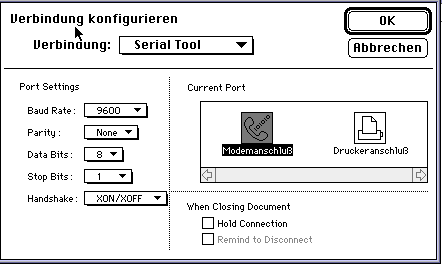 Verbindung konfigurieren
OK
Verbindung: Serial Tool
Abbrechen
Port Settings
Baud Rate: 9600
Parity: None
Data Bits: 8
Stop Bits: 1
Handshake: XON/XOFF
Current Port
Modemanschluß
Druckeranschluß
When Closing Document
Hold Connection
Remind to Disconnect